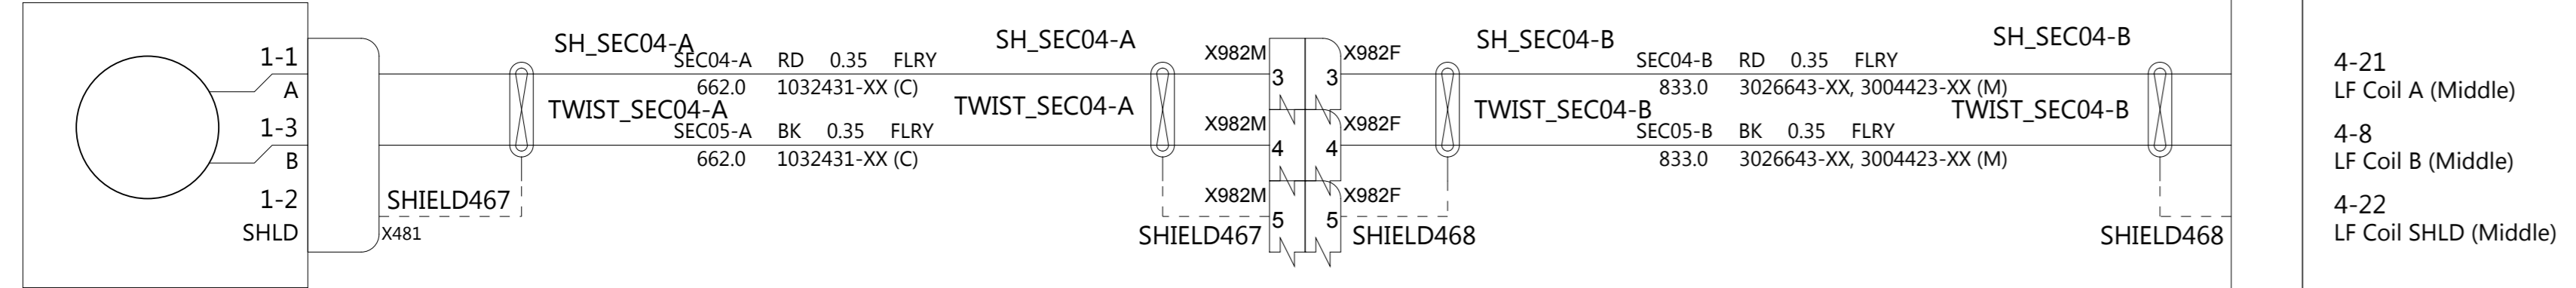 1-1
A
1-3
B
1-2
SHLD
X481
SH_SEC04-A
SEC04-A RD 0.35 FLRY
662.0 1032431-XX (C)
TWIST_SEC04-A
SEC05-A BK 0.35 FLRY
662.0 1032431-XX (C)
SHIELD467
SH_SEC04-A
TWIST_SEC04-A
SHIELD467
X982M
3
3
X982F
X982M
4
4
X982F
X982M
5
5
X982F
SHIELD468
SH_SEC04-B
SEC04-B RD 0.35 FLRY
833.0 3026643-XX, 3004423-XX (M)
TWIST_SEC04-B
SEC05-B BK 0.35 FLRY
833.0 3026643-XX, 3004423-XX (M)
SH_SEC04-B
TWIST_SEC04-B
SHIELD468
4-21
LF Coil A (Middle)
4-8
LF Coil B (Middle)
4-22
LF Coil SHLD (Middle)